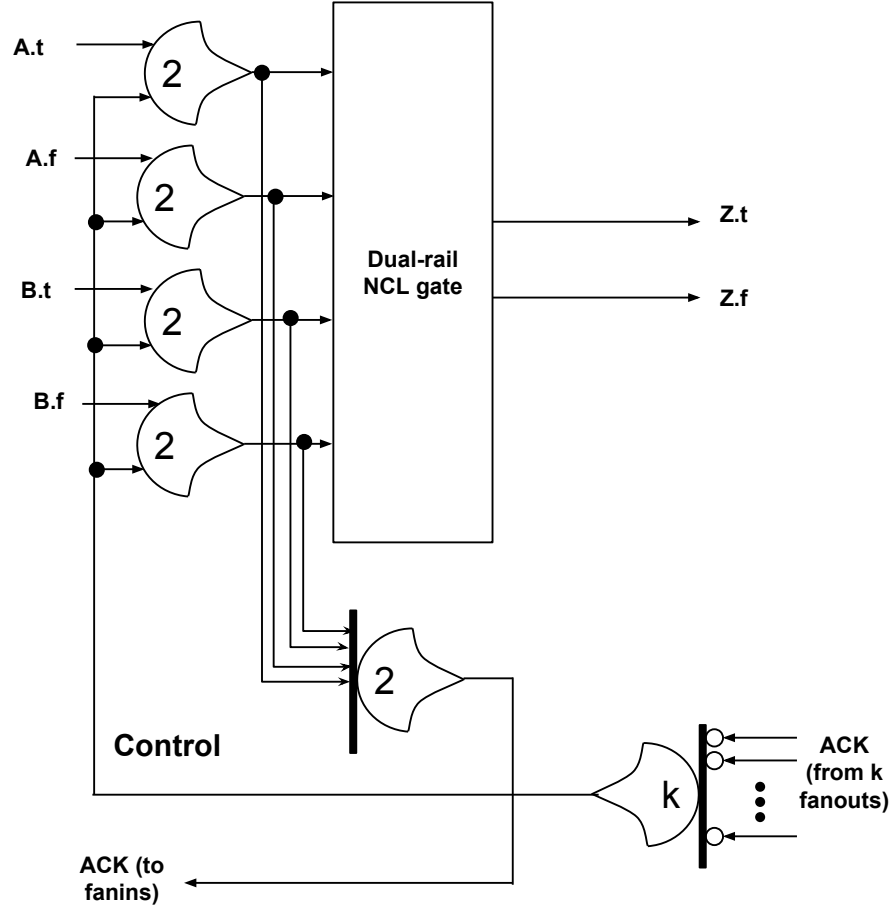 A.t
2
A.f
2
B.t
2
B.f
2
Dual-rail
NCL gate
Z.t
Z.f
2
Control
k
ACK
(from k
fanouts)
ACK (to
fanins)